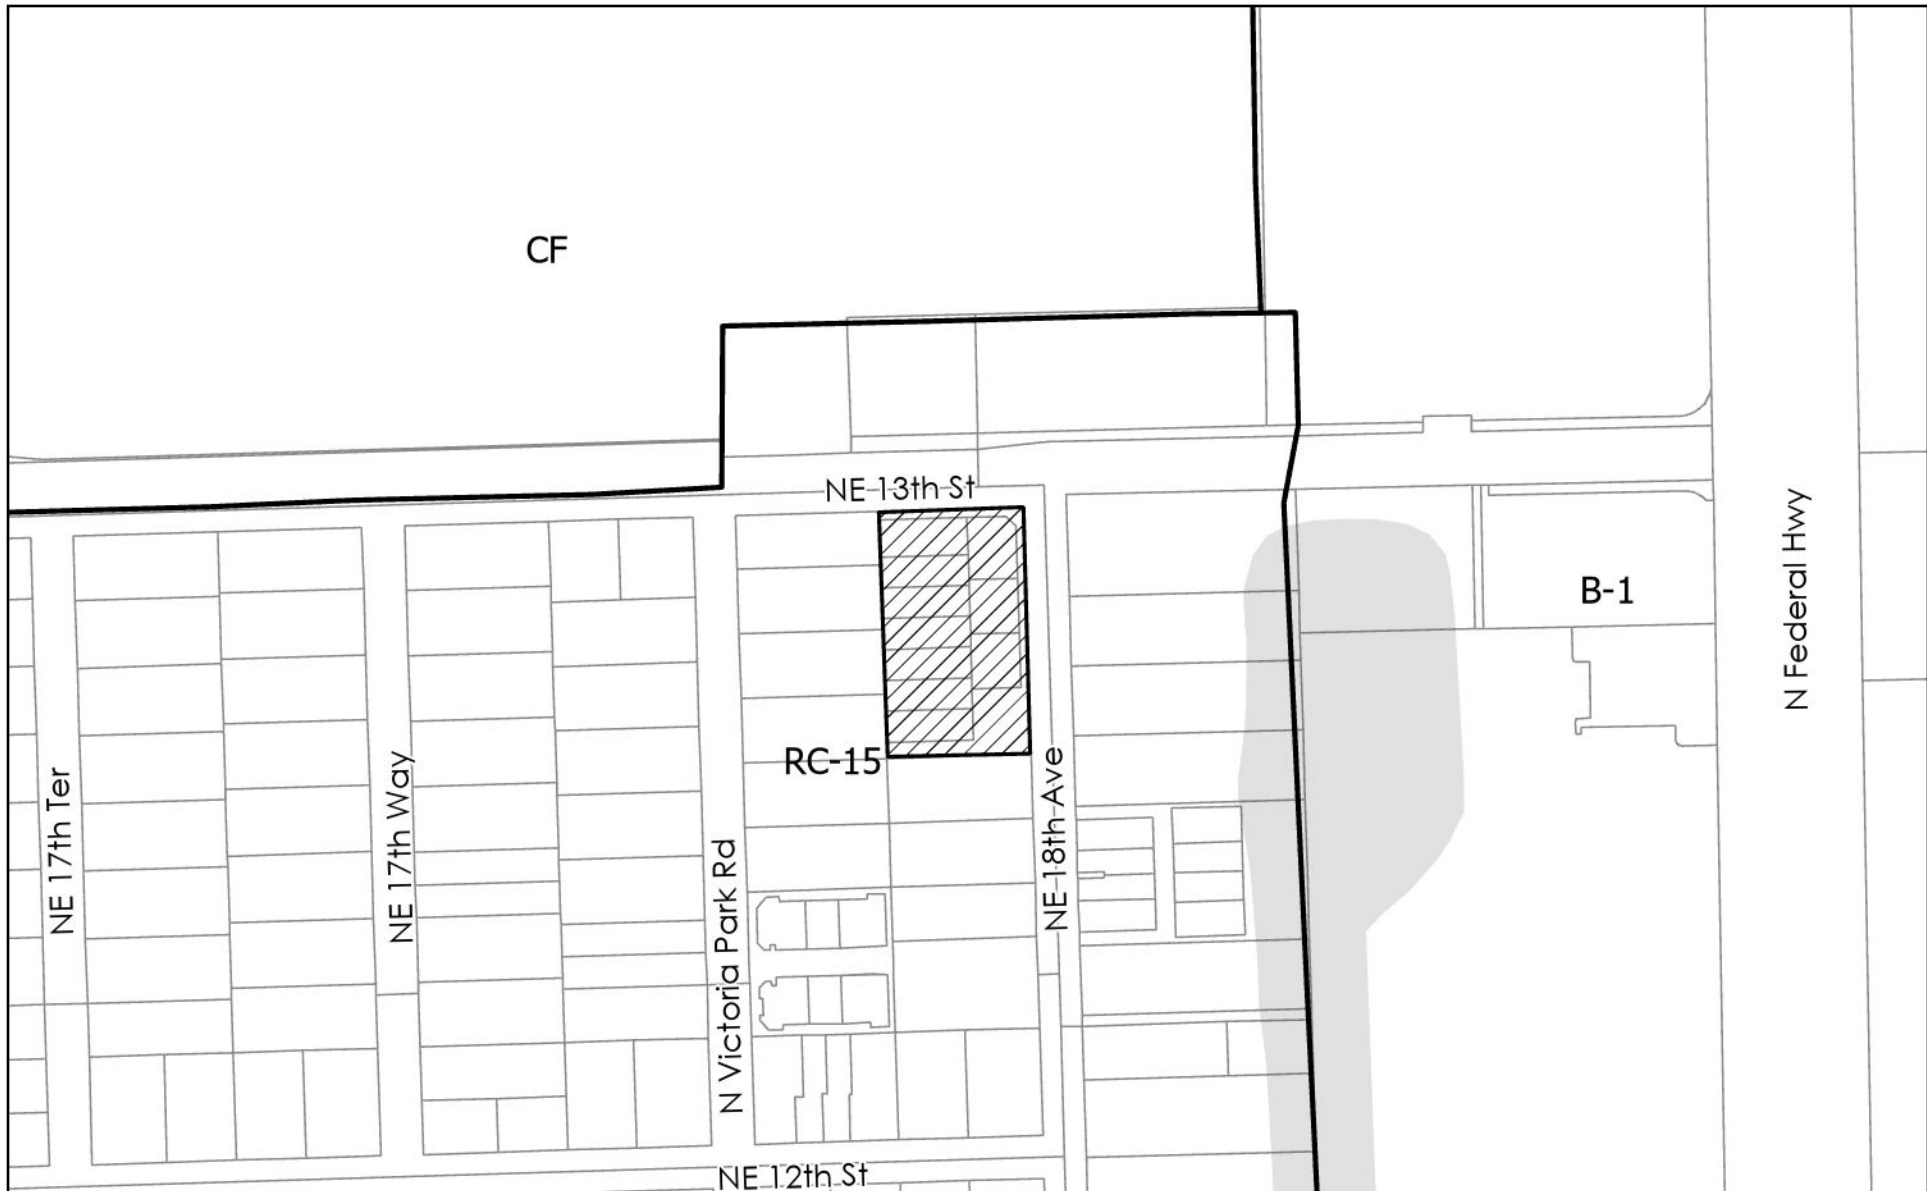 CF
NE 13th St
B-1
N Federal Hwy
RC-15
NE 17th Ter
NE 17th Way
N Victoria Park Rd
NE 18th Ave
NE 12th St